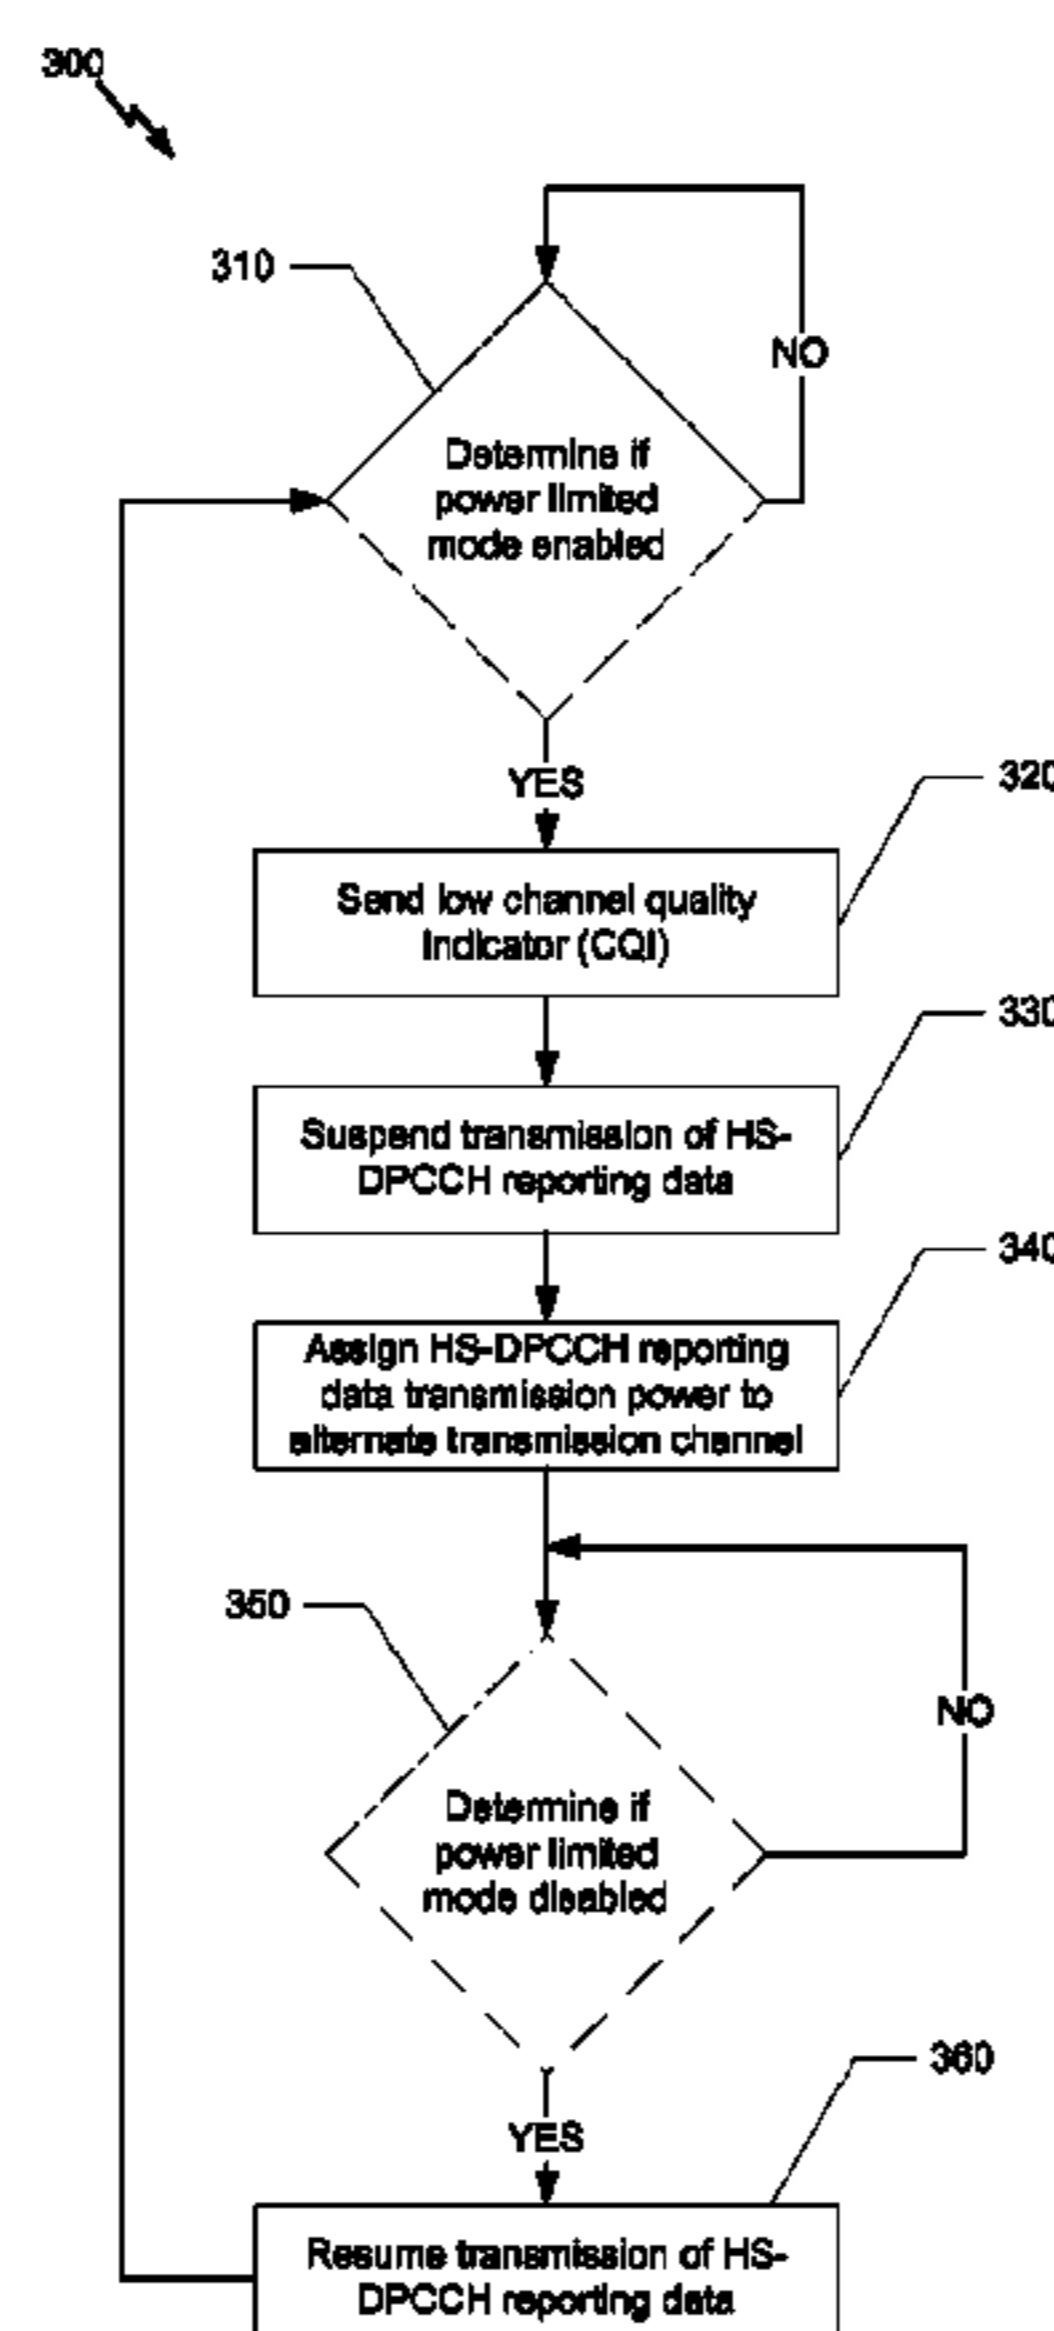 300
310
NO
Determine if
power limited
mode enabled
YES
320
Send low channel quality
indicator (CQI)
330
Suspend transmission of HS-
DPCCH reporting data
340
Assign HS-DPCCH reporting
data transmission power to
alternate transmission channel
350
NO
Determine if
power limited
mode disabled
360
YES
Resume transmission of HS-
DPCCH reporting data